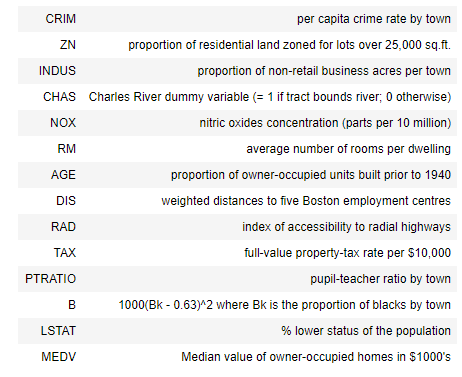 CRIM per capita crime rate by town
ZN proportion of residential land zoned for lots over 25,000 sq.ft.
INDUS proportion of non-retail business acres per town
CHAS Charles River dummy variable (= 1 if tract bounds river; 0 otherwise)
NOX nitric oxides concentration (parts per 10 million)
RM average number of rooms per dwelling
AGE proportion of owner-occupied units built prior to 1940
DIS weighted distances to five Boston employment centres
RAD index of accessibility to radial highways
TAX full-value property-tax rate per $10,000
PTRATIO pupil-teacher ratio by town
B 1000(Bk - 0.63)^2 where Bk is the proportion of blacks by town
LSTAT % lower status of the population
MEDV Median value of owner-occupied homes in $1000's